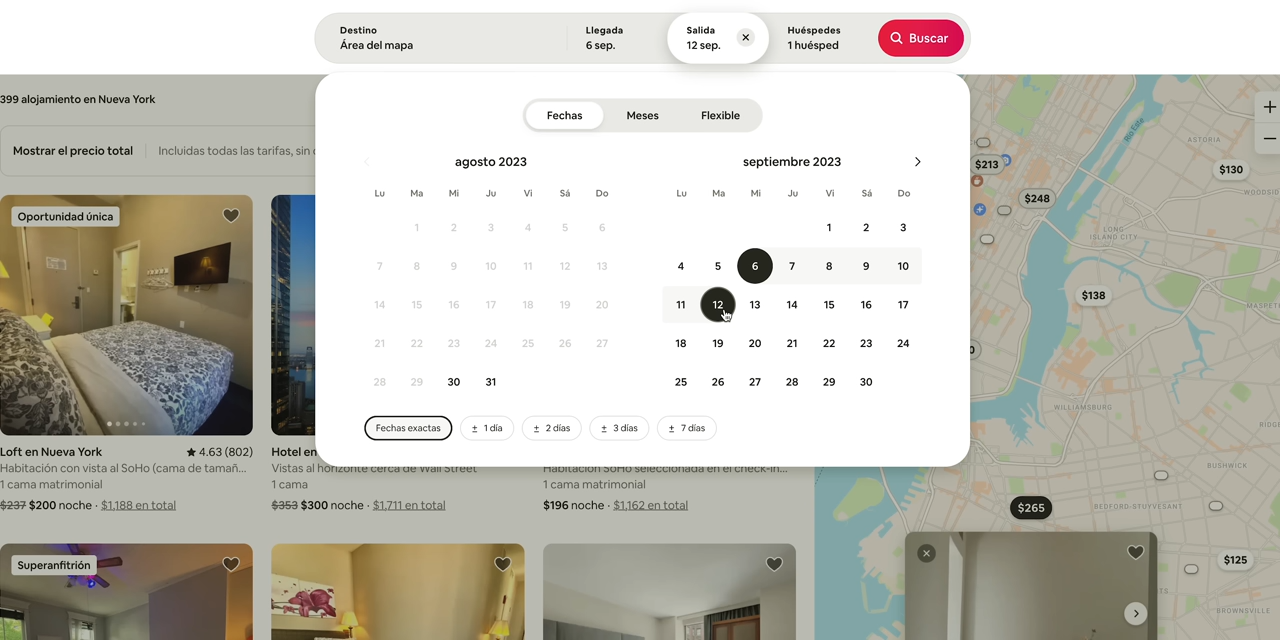 Destino
Área del mapa
Llegada
6 sep.
Salida
12 sep.
Huéspedes
1 huésped
Buscar
399 alojamiento en Nueva York
Mostrar el precio total
Incluidas todas las tarifas, sin
Fechas
Meses
Flexible
agosto 2023
Lu Ma Mi Ju Vi Sá Do
1 2 3 4 5 6
7 8 9 10 11 12 13
14 15 16 17 18 19 20
21 22 23 24 25 26 27
28 29 30 31
septiembre 2023
Lu Ma Mi Ju Vi Sá Do
1 2 3
4 5 6 7 8 9 10
11 12 13 14 15 16 17
18 19 20 21 22 23 24
25 26 27 28 29 30
Fechas exactas
± 1 día
± 2 días
± 3 días
± 7 días
Oportunidad única
Loft en Nueva York
4.63 (802)
Habitación con vista al SoHo (cama de tamañ...
1 cama matrimonial
$237 $200 noche · $1,188 en total
Hotel en
Vistas al horizonte cerca de Wall Street
1 cama
$353 $300 noche · $1,711 en total
Habitación SoHo seleccionada en el check-in...
1 cama matrimonial
$196 noche · $1,162 en total
Superanfitrión
Río Este
ASTORIA
$213
$130
$248
LONG
ISLAND CITY
$138
WILLIAMSBURG
BUSHWICK
$265
BEDFORD-STUYVESANT
$125
BROWNSVILLE